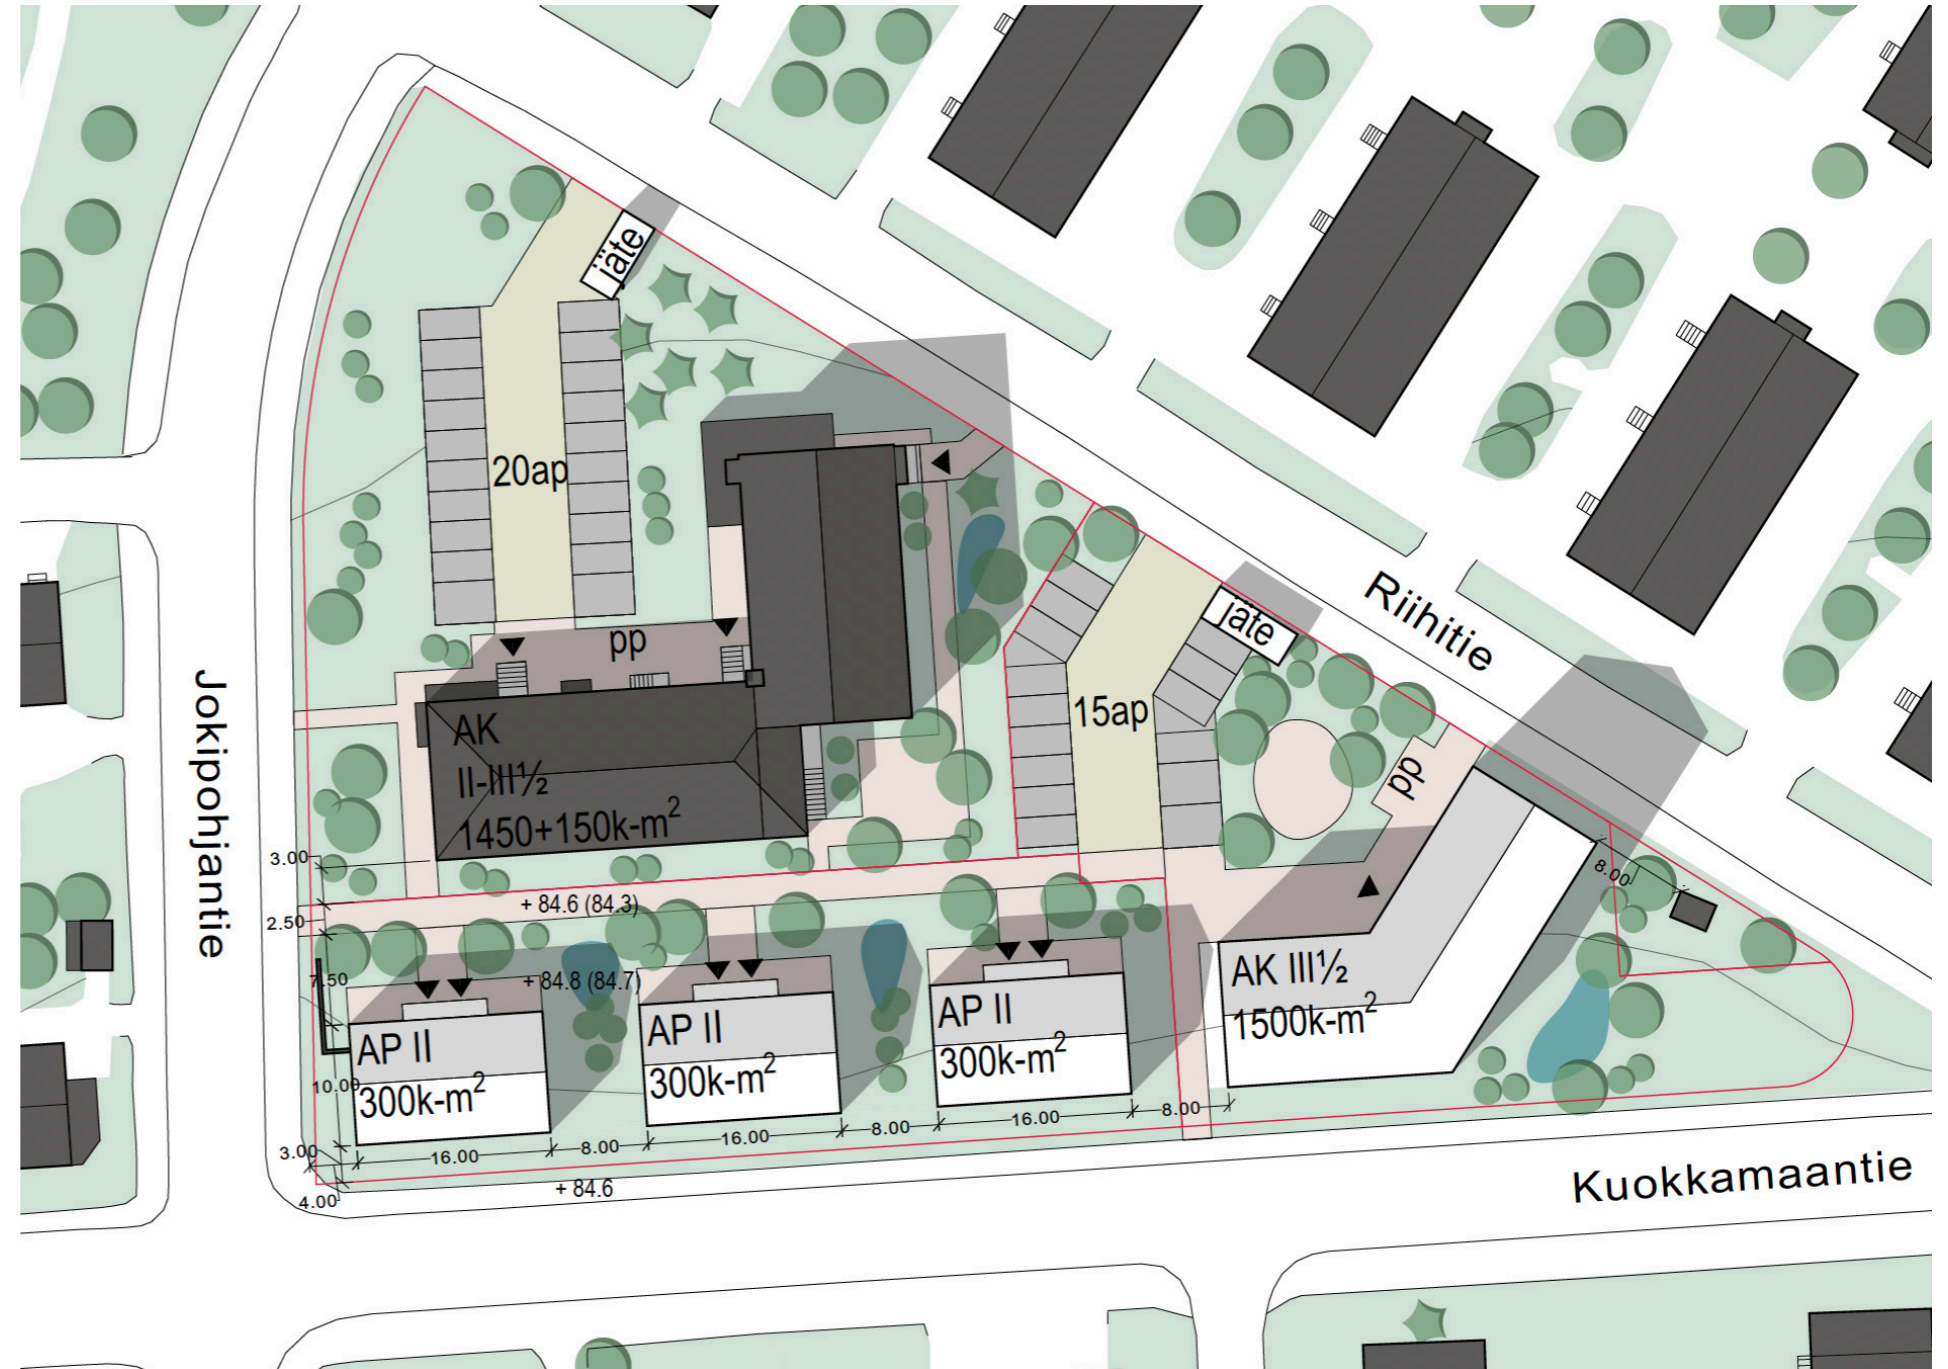 jäte
20ap
pp
Riihitie
jäte
15ap
pp
Jokipohjantie
AK
II-III½
1450+150k-m²
3.00
8.00
2.50
+ 84.6 (84.3)
7.50
+ 84.8 (84.7)
AP II
300k-m²
AP II
300k-m²
AP II
300k-m²
AK III½
1500k-m²
10.00
3.00
16.00
8.00
16.00
8.00
16.00
8.00
4.00
+ 84.6
Kuokkamaantie